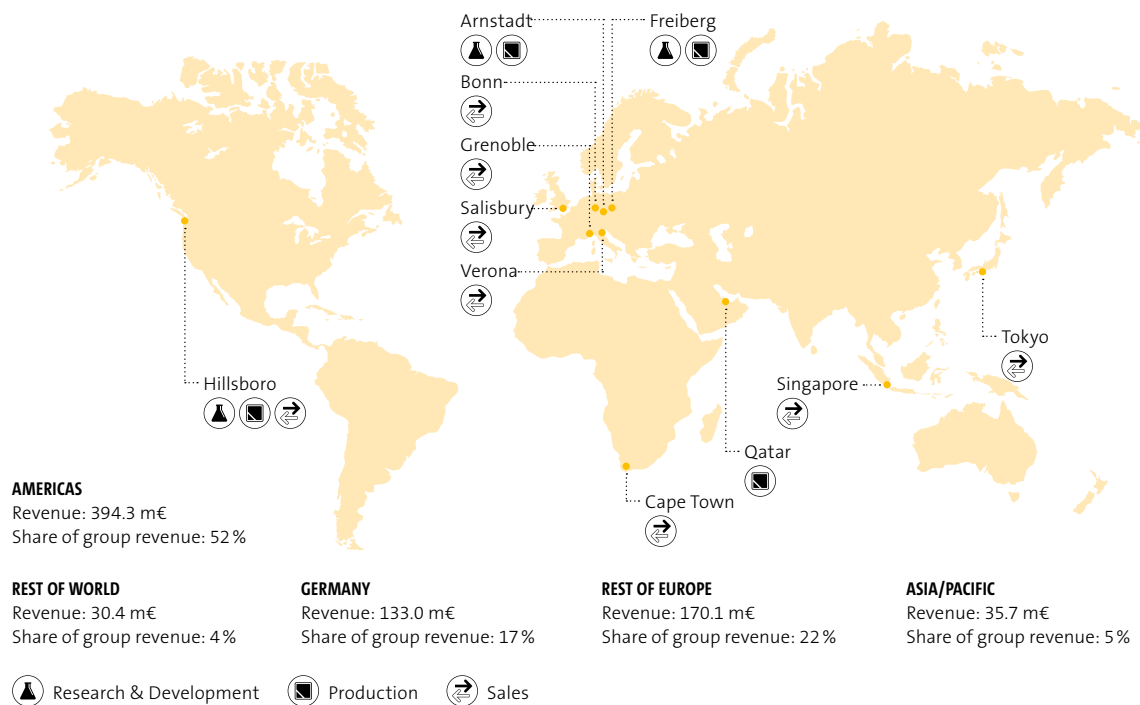 Arnstadt
Freiberg
Bonn
Grenoble
Salisbury
Verona
Hillsboro
Tokyo
Singapore
Qatar
Cape Town
AMERICAS
Revenue: 394.3 m€
Share of group revenue: 52 %
REST OF WORLD
Revenue: 30.4 m€
Share of group revenue: 4 %
GERMANY
Revenue: 133.0 m€
Share of group revenue: 17 %
REST OF EUROPE
Revenue: 170.1 m€
Share of group revenue: 22 %
ASIA/PACIFIC
Revenue: 35.7 m€
Share of group revenue: 5 %
Research & Development
Production
Sales